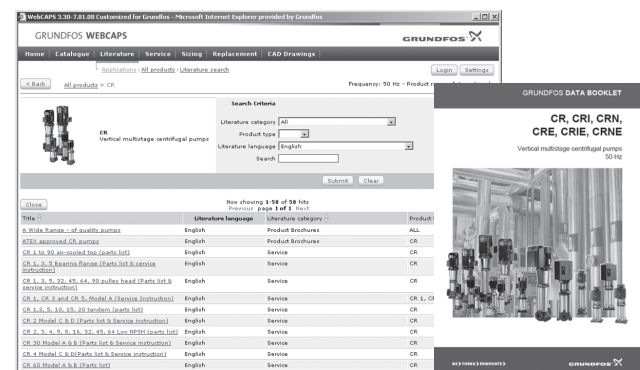 WebCAPS 3.30-7.81.08 Customized for Grundfos - Microsoft Internet Explorer provided by Grundfos
GRUNDFOS WEBCAPS
GRUNDFOS
Home Catalogue Literature Service Sizing Replacement CAD Drawings
Applications › All products › Literature search
Login Settings
< Back All products > CR
Frequency: 50 Hz - Product
CR
Vertical multistage centrifugal pumps
Search Criteria
Literature category All
Product type
Literature language English
Search
Submit Clear
Close
Now showing 1-58 of 58 hits
Previous page 1 of 1 Next
Title Literature language Literature category Product
A Wide Range - of quality pumps English Product Brochures ALL
ATEX approved CR pumps English Product Brochures CR
CR 1 to 90 air-cooled top (parts list) English Service CR
CR 1, 3, 5 Bearing flange (Parts list & service
instruction) English Service CR
CR 1, 3, 5, 32, 45, 64, 90 pulley head (Parts list &
service instruction) English Service CR
CR 1, CR 3 and CR 5, Model A (Service Instruction) English Service CR 1, CR
CR 1,3, 5, 10, 15, 20 tandem (parts list) English Service CR
CR 2 Model C & D (Parts list & Service instruction) English Service CR
CR 2, 3, 4, 5, 8, 16, 32, 45, 64 Low NPSH (parts list) English Service CR
CR 30 Model A & B (Parts list & Service instruction) English Service CR
CR 4 Model C & D(Parts list & Service instruction) English Service CR
CR 60 Model A & B (Parts list) English Service CR
GRUNDFOS DATA BOOKLET
CR, CRI, CRN,
CRE, CRIE, CRNE
Vertical multistage centrifugal pumps
50 Hz
BE › THINK › INNOVATE ›
GRUNDFOS